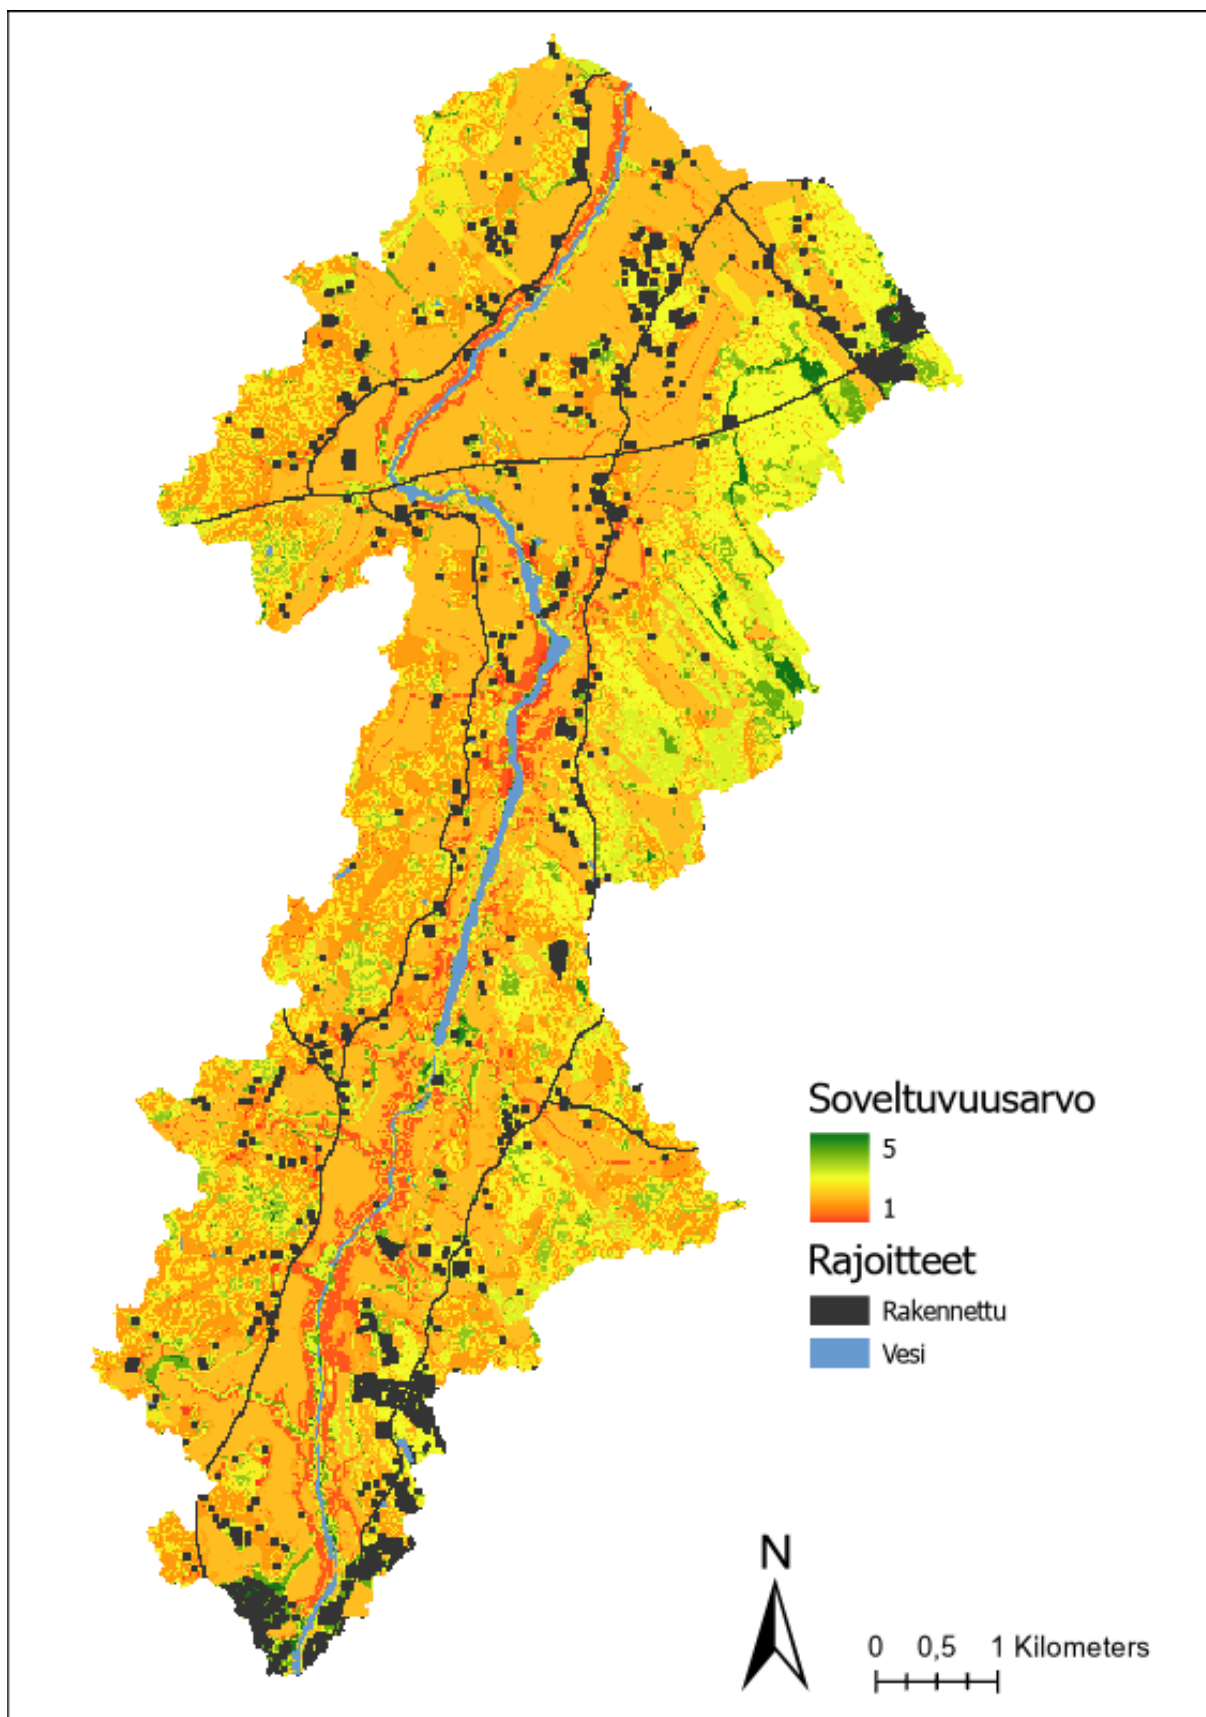 Soveltuvuusarvo
5
1
Rajoitteet
Rakennettu
Vesi
N
0 0,5 1 Kilometers